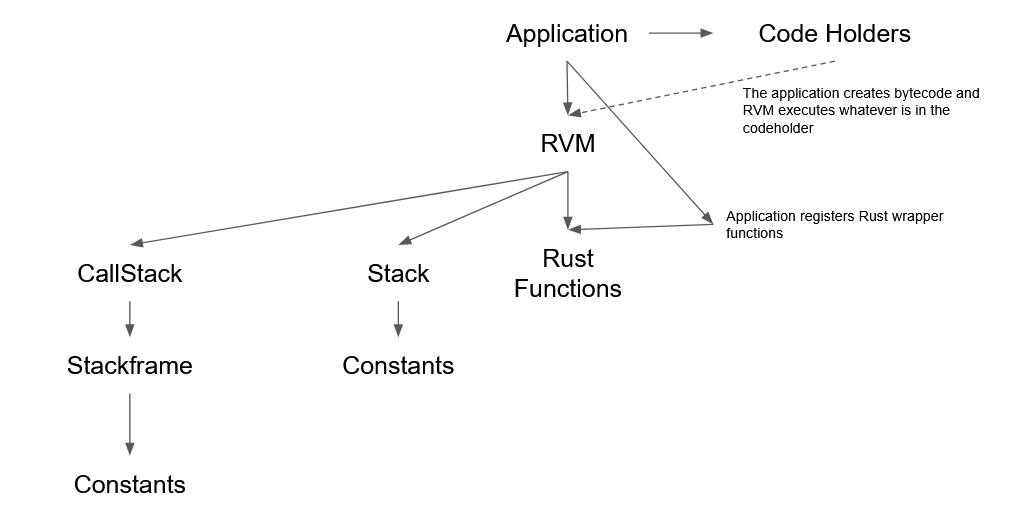 Application
Code Holders
The application creates bytecode and
RVM executes whatever is in the
codeholder
RVM
Application registers Rust wrapper
functions
CallStack
Stack
Rust
Functions
Stackframe
Constants
Constants